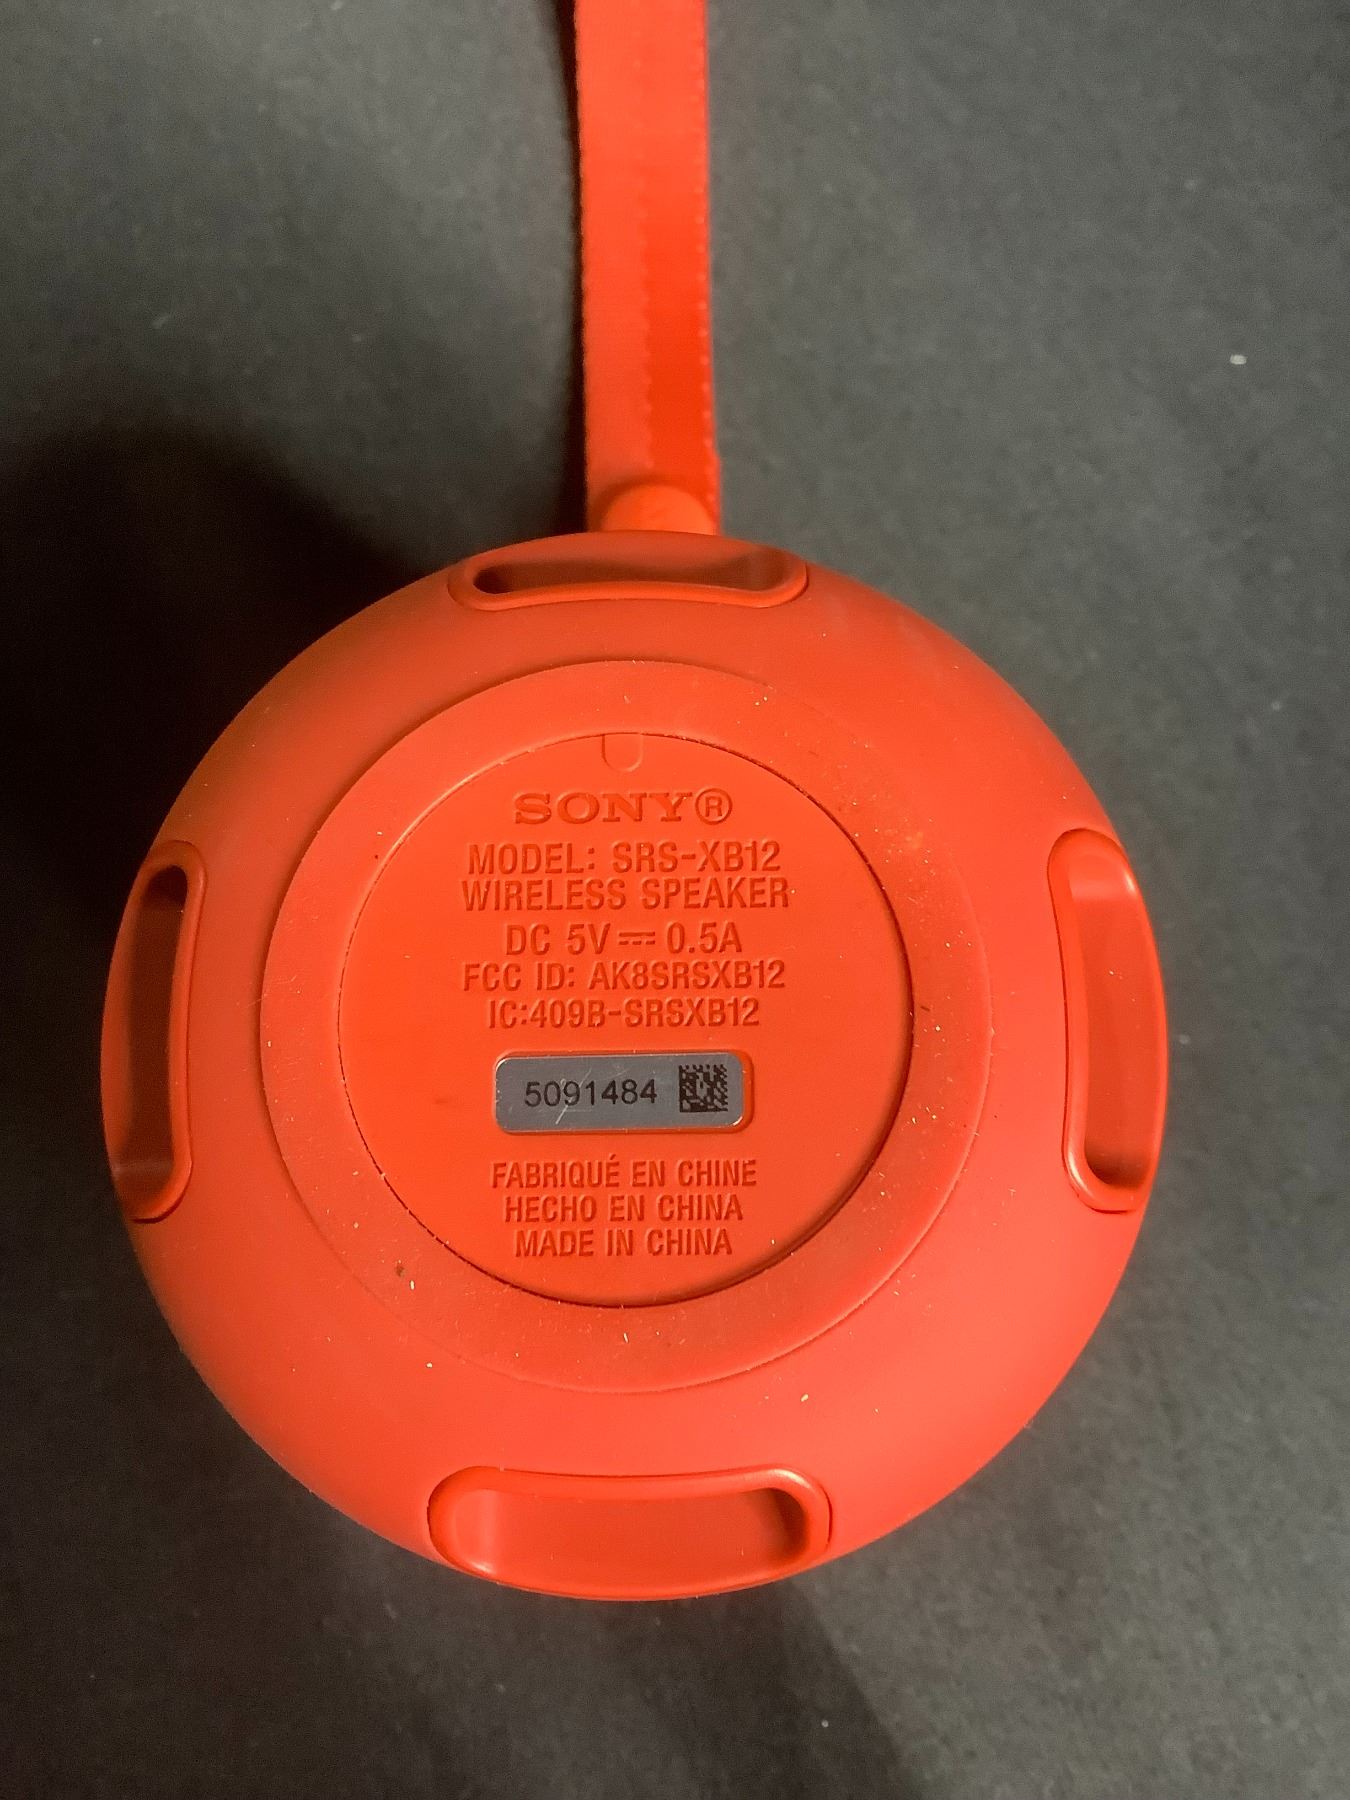 SONY®
MODEL: SRS-XB12
WIRELESS SPEAKER
DC 5V⎓0.5A
FCC ID: AK8SRSXB12
IC:409B-SRSXB12
5091484
FABRIQUÉ EN CHINE
HECHO EN CHINA
MADE IN CHINA